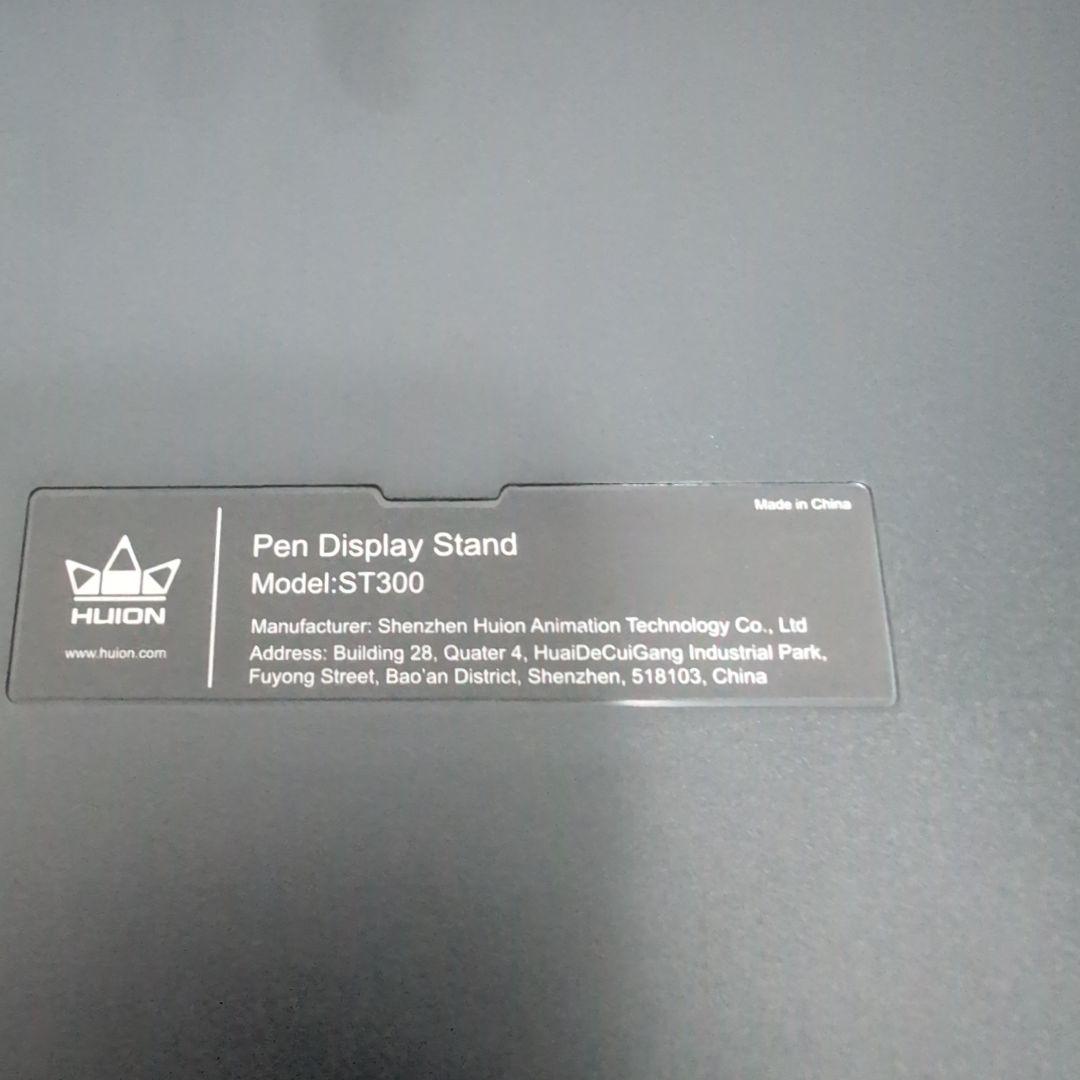 Made in China
HUION
www.huion.com
Pen Display Stand
Model:ST300
Manufacturer: Shenzhen Huion Animation Technology Co., Ltd
Address: Building 28, Quater 4, HuaiDeCuiGang Industrial Park,
Fuyong Street, Bao'an District, Shenzhen, 518103, China